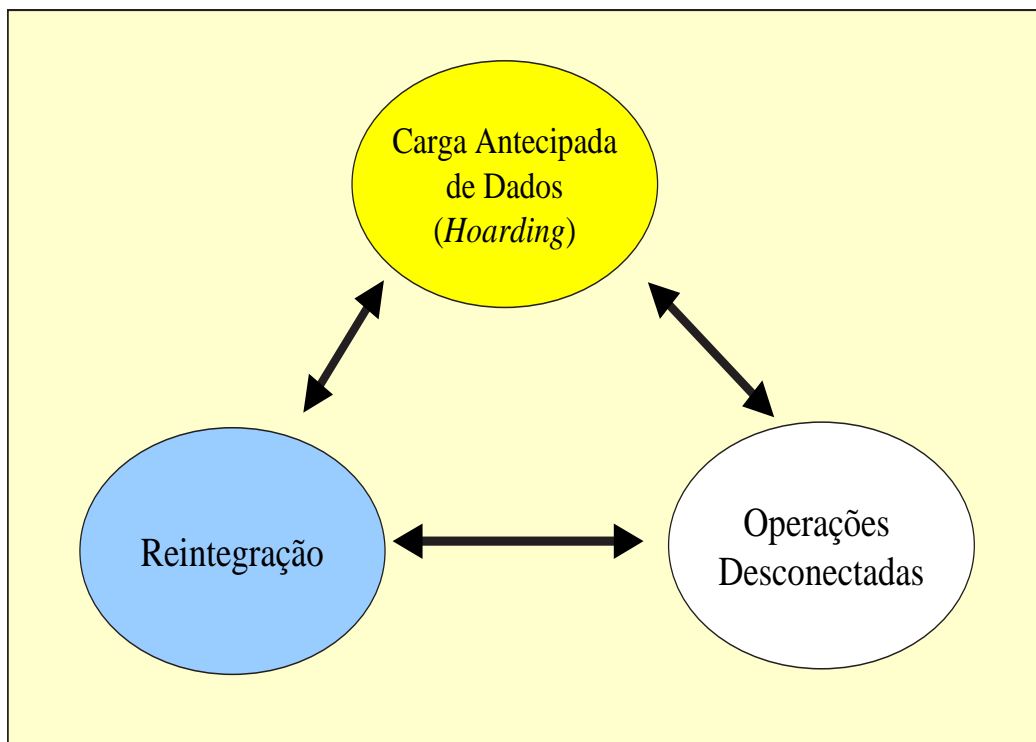 Carga Antecipada
de Dados
(Hoarding)
Reintegração
Operações
Desconectadas